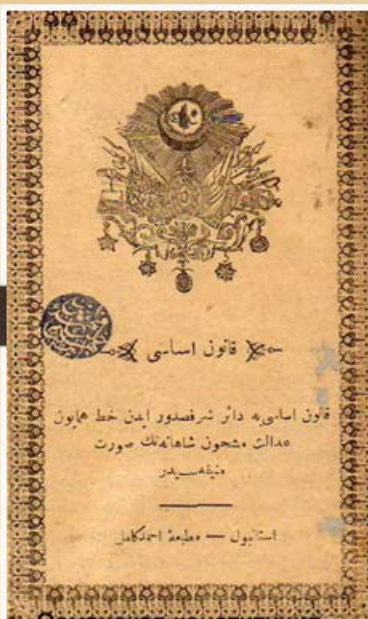 قانون اساسی
قانون اساسی‌یه دائر شرفصدور ایدن خط همایون
عدالت مشحون شاهانه‌نك صورت
منیفه‌سیدر
استانبول — مطبعهٔ احمد کامل